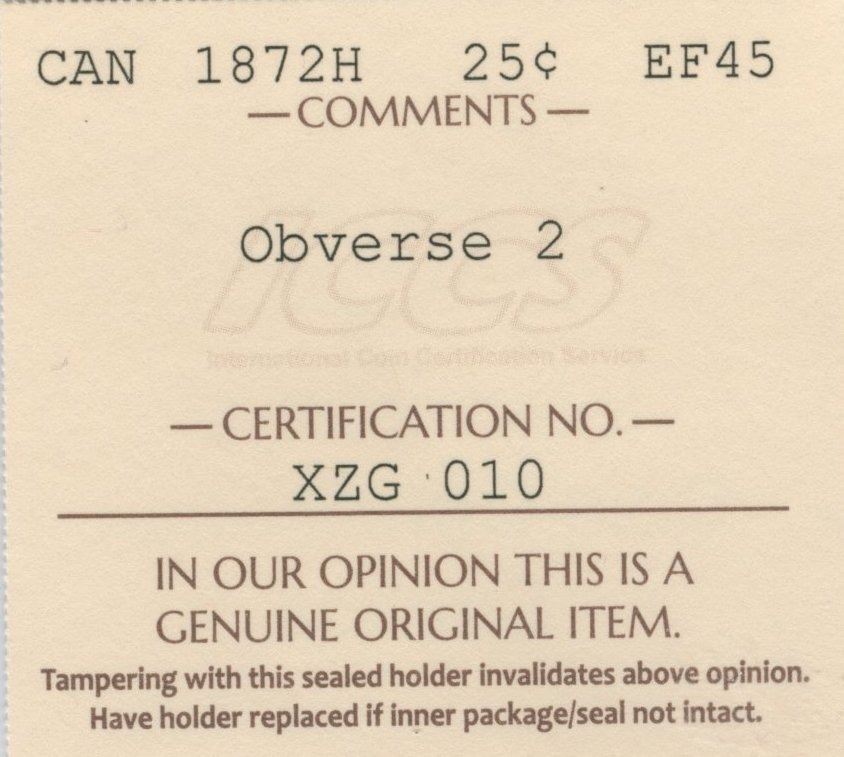 CAN 1872H 25¢ EF45
— COMMENTS —
Obverse 2
ICCS
International Coin Certification Service
— CERTIFICATION NO. —
XZG 010
IN OUR OPINION THIS IS A
GENUINE ORIGINAL ITEM.
Tampering with this sealed holder invalidates above opinion.
Have holder replaced if inner package/seal not intact.